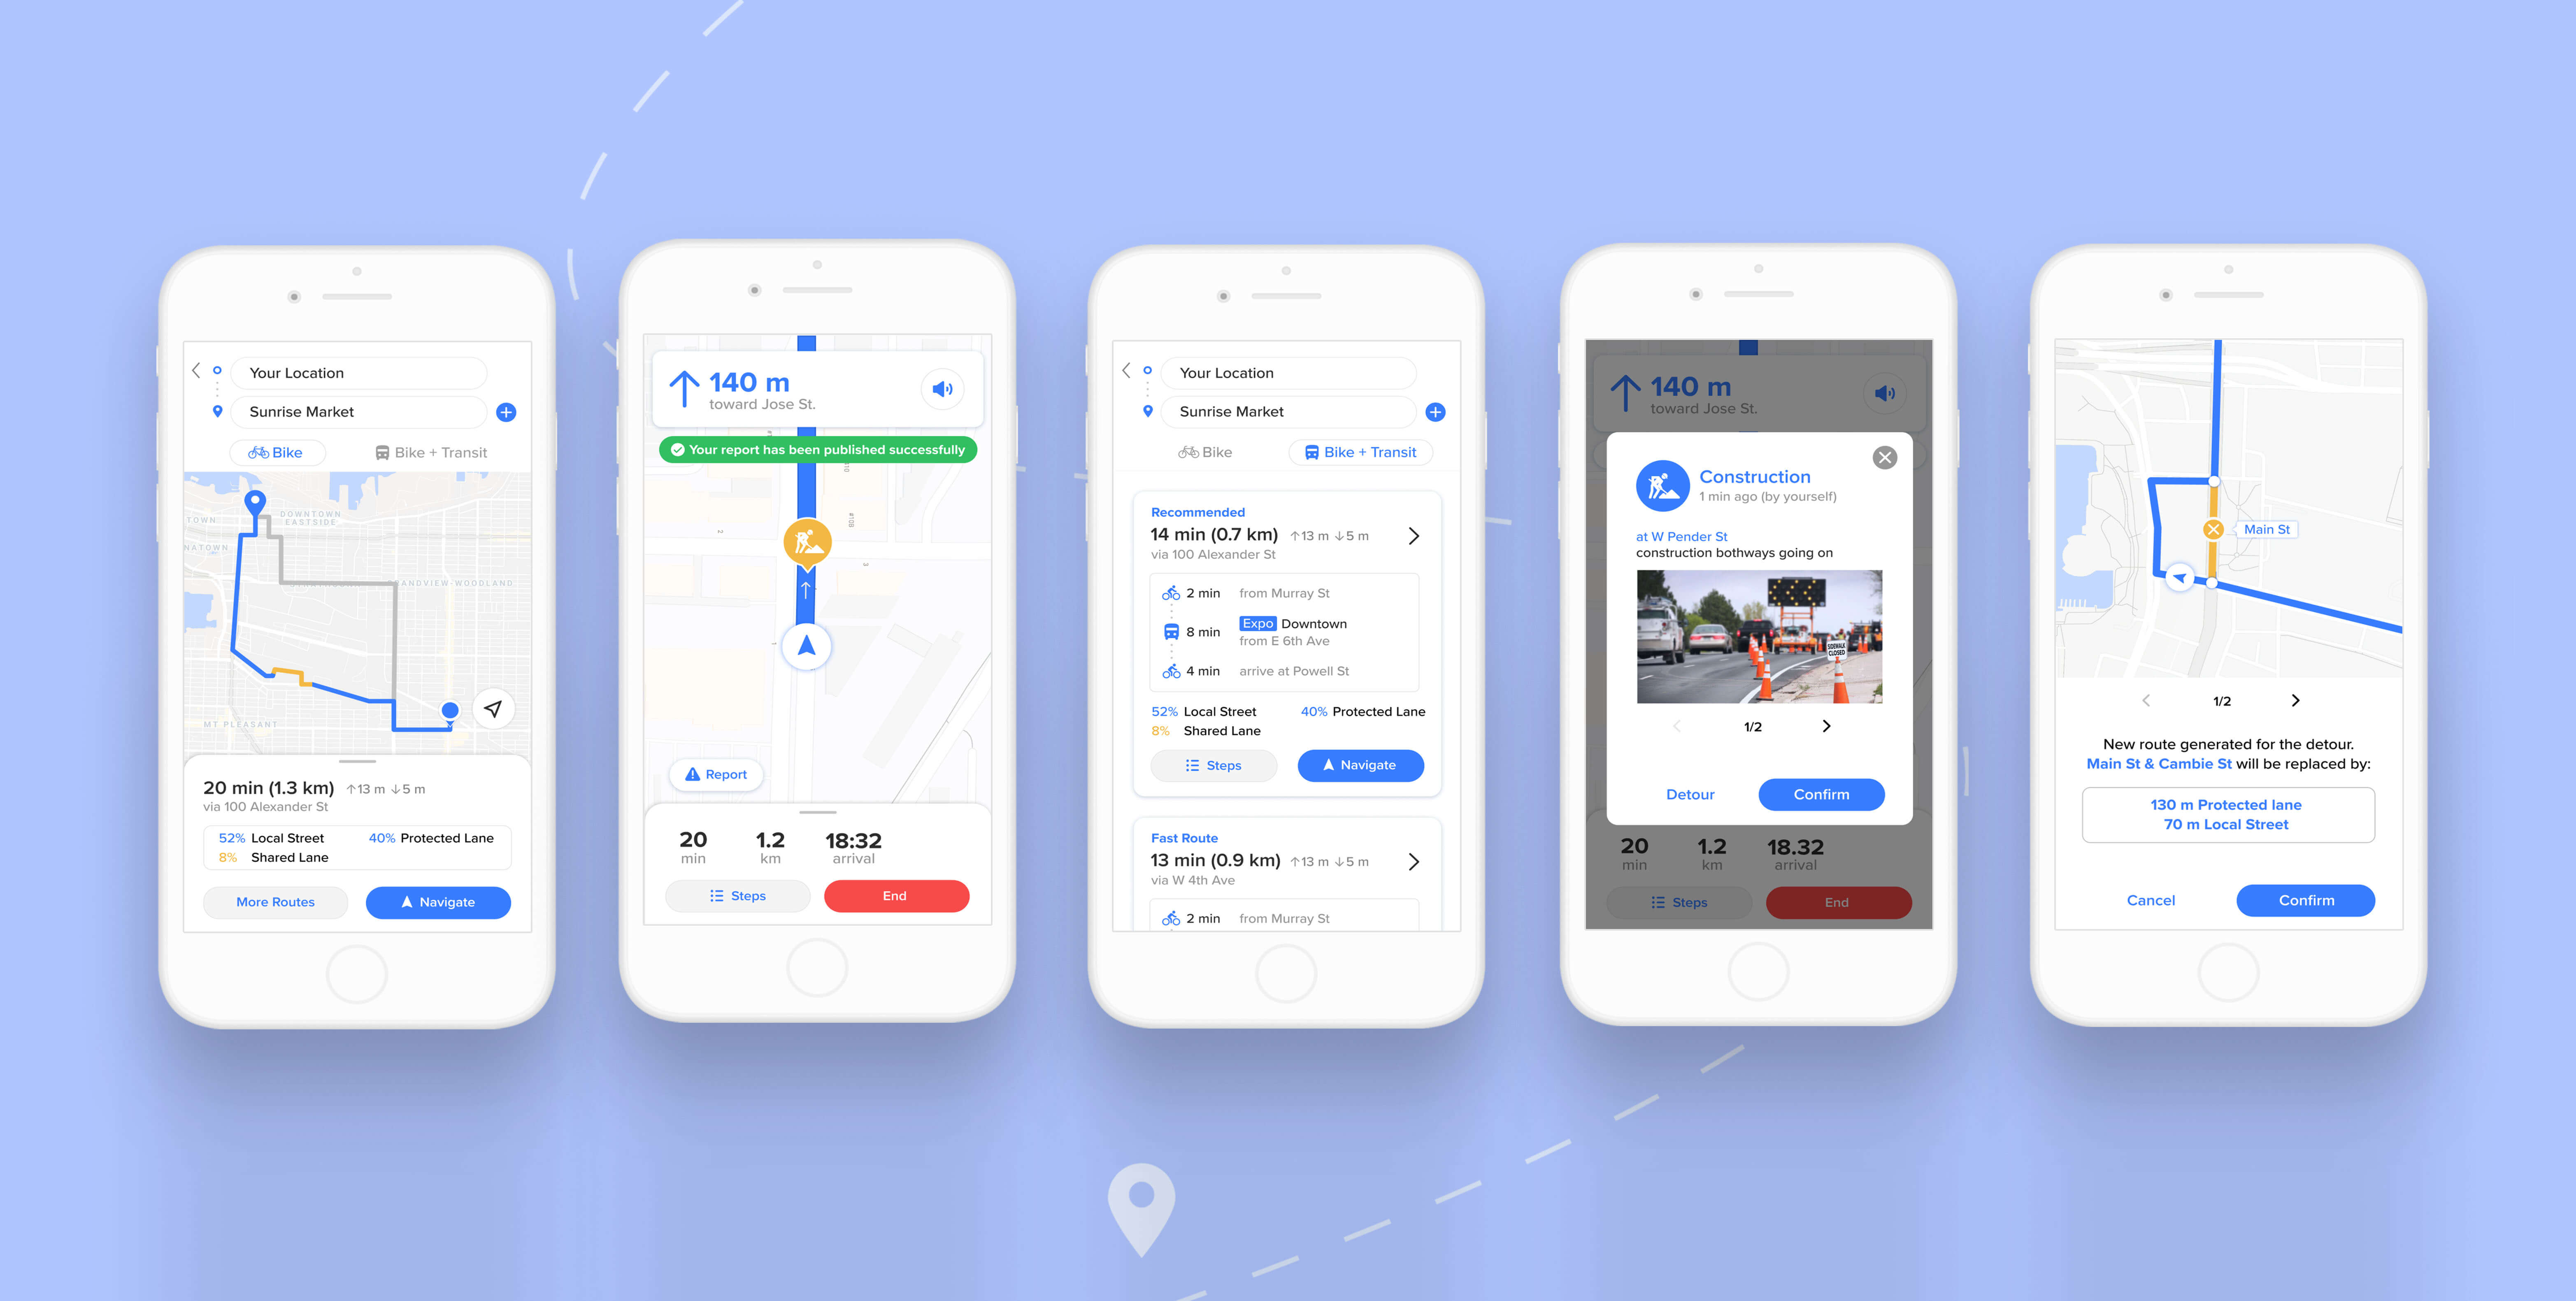 Your Location
Sunrise Market
Bike
Bike + Transit
TOWN
DOWNTOWN
EASTSIDE
NATOWN
ANDVIEW-WOODLAND
MT PLEASANT
20 min (1.3 km) ↑13 m ↓5 m
via 100 Alexander St
52% Local Street 40% Protected Lane
8% Shared Lane
More Routes
Navigate
140 m
toward Jose St.
Your report has been published successfully
#108
Report
20 1.2 18:32
min km arrival
Steps
End
Your Location
Sunrise Market
Bike
Bike + Transit
Recommended
14 min (0.7 km) ↑13 m ↓5 m
via 100 Alexander St
2 min from Murray St
8 min Expo Downtown
from E 6th Ave
4 min arrive at Powell St
52% Local Street 40% Protected Lane
8% Shared Lane
Steps
Navigate
Fast Route
13 min (0.9 km) ↑13 m ↓5 m
via W 4th Ave
2 min from Murray St
140 m
toward Jose St.
Construction
1 min ago (by yourself)
at W Pender St
construction bothways going on
SIDEWALK
CLOSED
1/2
Detour
Confirm
20 1.2 18.32
min km arrival
Steps
End
Main St
1/2
New route generated for the detour.
Main St & Cambie St will be replaced by:
130 m Protected lane
70 m Local Street
Cancel
Confirm